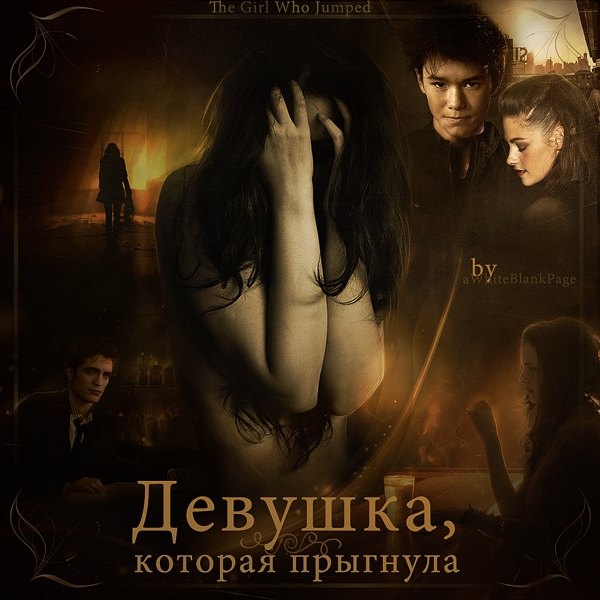 The Girl Who Jumped
by
aWhiteBlankPage
Девушка,
которая прыгнула